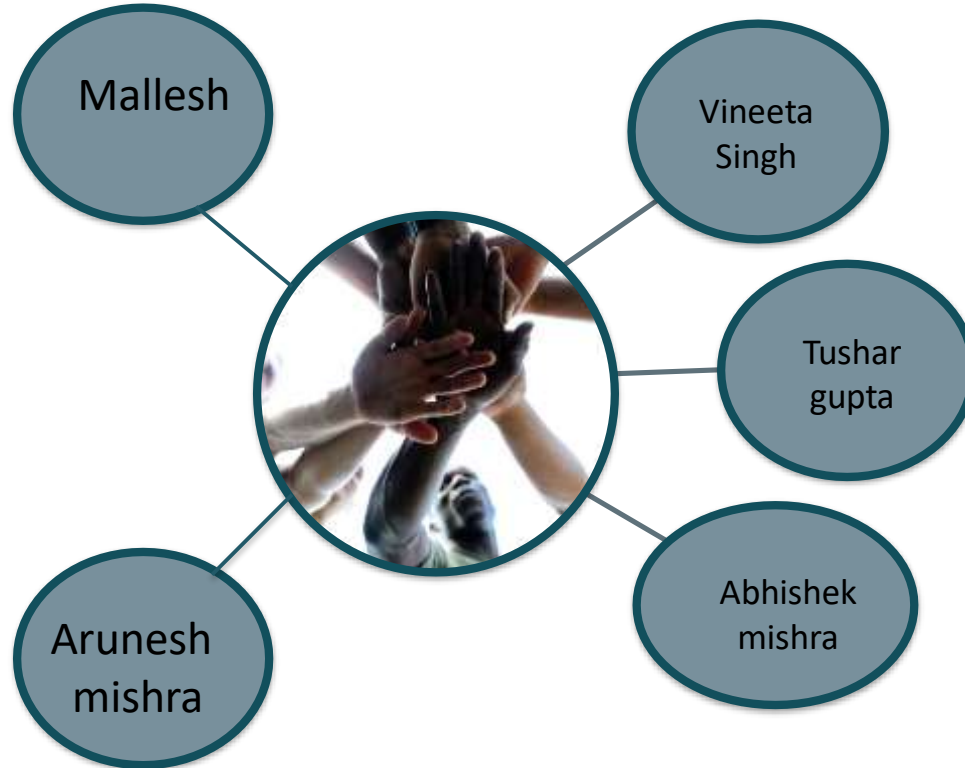 Mallesh
Vineeta
Singh
Tushar
gupta
Abhishek
mishra
Arunesh
mishra